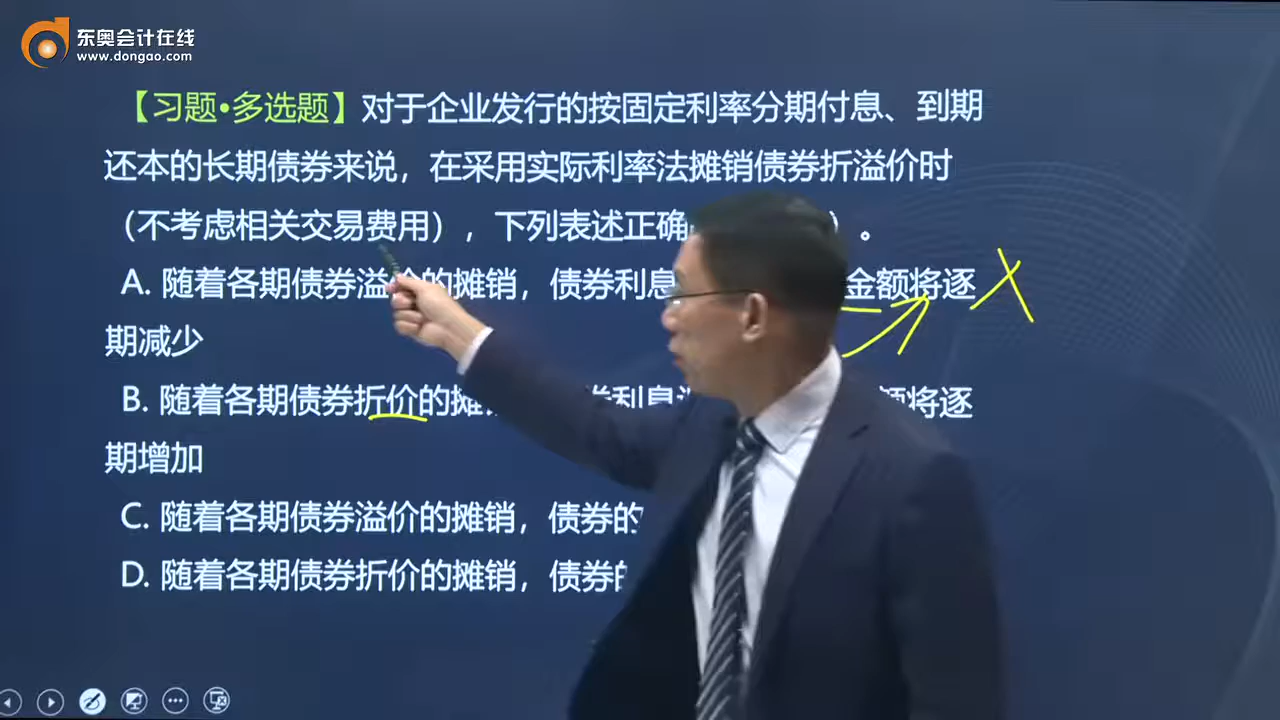 东奥会计在线
www.dongao.com
【习题•多选题】对于企业发行的按固定利率分期付息、到期
还本的长期债券来说，在采用实际利率法摊销债券折溢价时
（不考虑相关交易费用），下列表述正确 ）。
A. 随着各期债券溢价的摊销，债券利息 金额将逐
期减少
B. 随着各期债券折价的摊 利息 额将逐
期增加
C. 随着各期债券溢价的摊销，债券的
D. 随着各期债券折价的摊销，债券